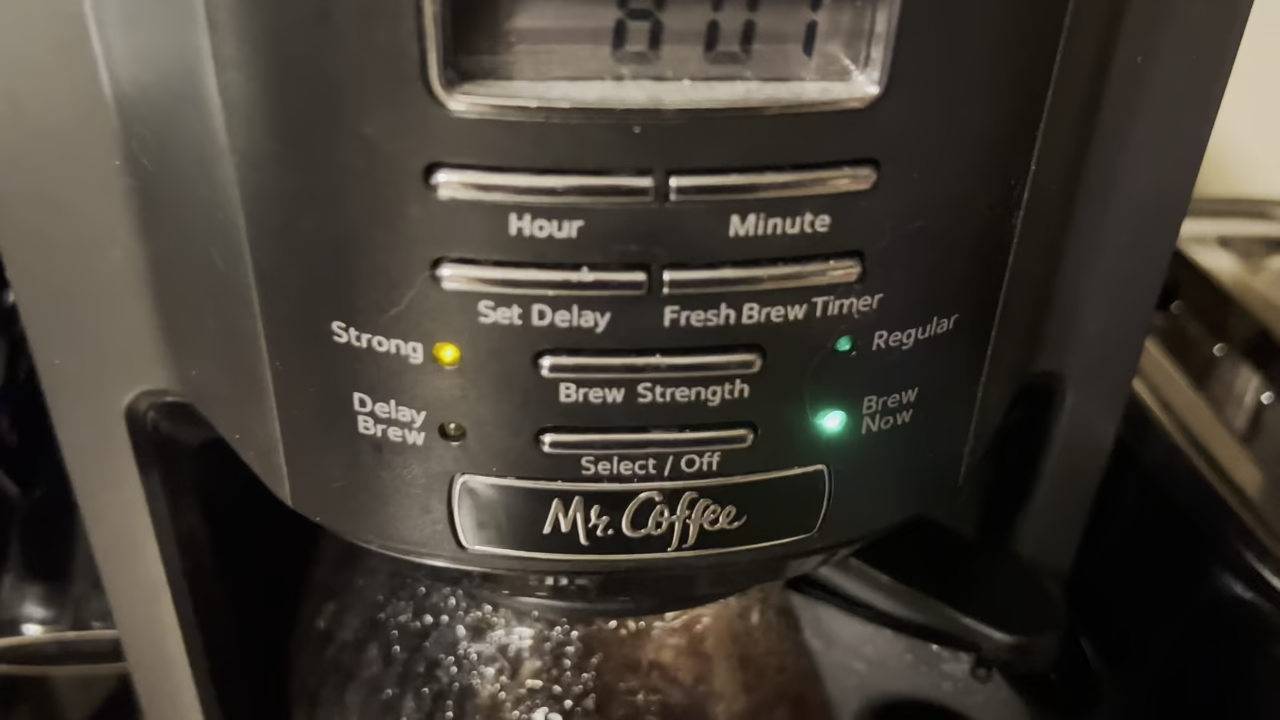 Hour Minute
Set Delay Fresh Brew Timer
Strong Regular
Brew Strength
Delay
Brew
Brew
Now
Select / Off
Mr. Coffee